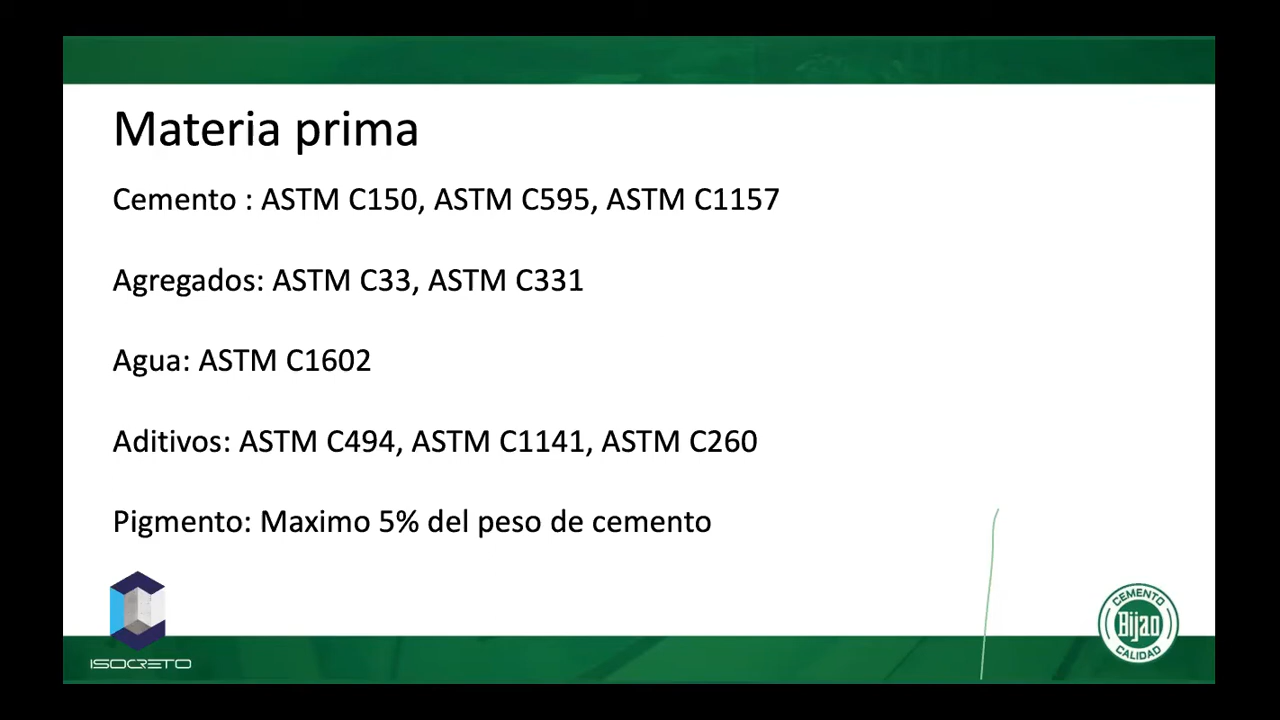 Materia prima
Cemento : ASTM C150, ASTM C595, ASTM C1157
Agregados: ASTM C33, ASTM C331
Agua: ASTM C1602
Aditivos: ASTM C494, ASTM C1141, ASTM C260
Pigmento: Maximo 5% del peso de cemento
ISOCRETO
CEMENTO
Bijao
CALIDAD